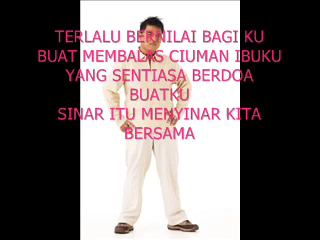 TERLALU BERNILAI BAGI KU
BUAT MEMBALAS CIUMAN IBUKU
YANG SENTIASA BERDOA
BUATKU
SINAR ITU MENYINAR KITA
BERSAMA